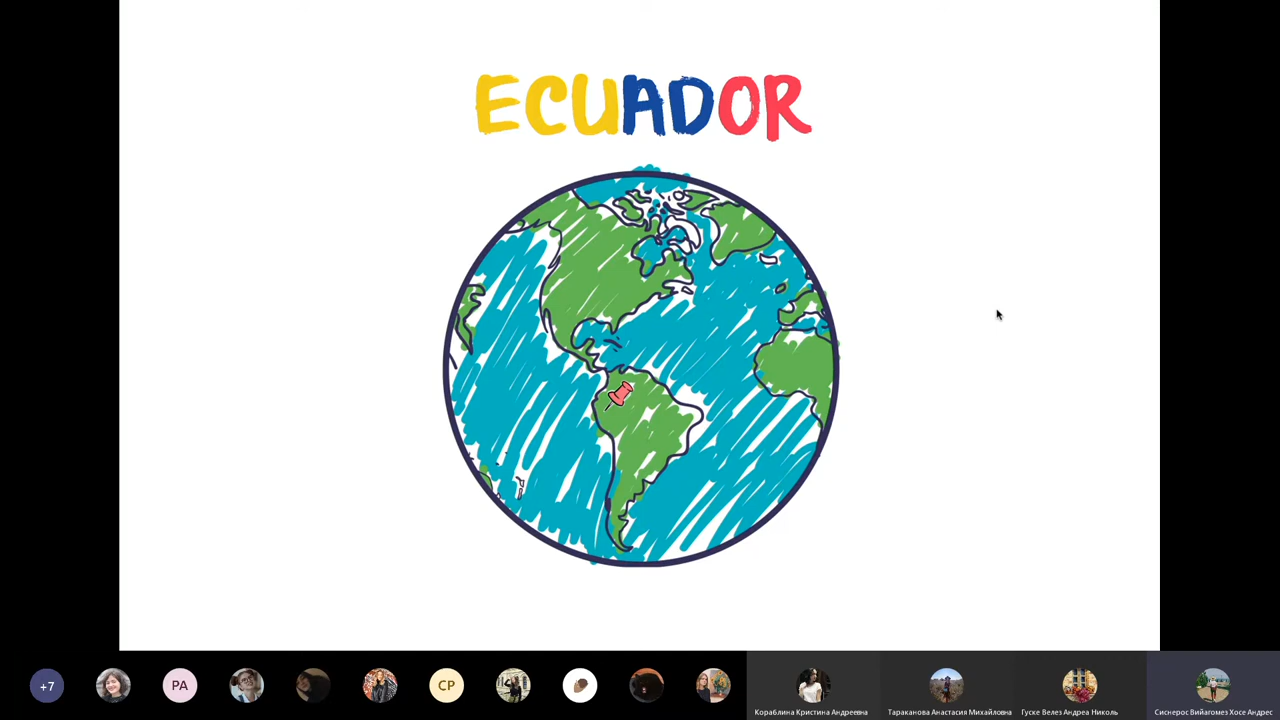 ECUADOR
+7
PA
CP
Кораблина Кристина Андреевна
Тараканова Анастасия Михайловна
Гуске Велез Андреа Николь
Сиснерос Вийагомез Хосе Андрес